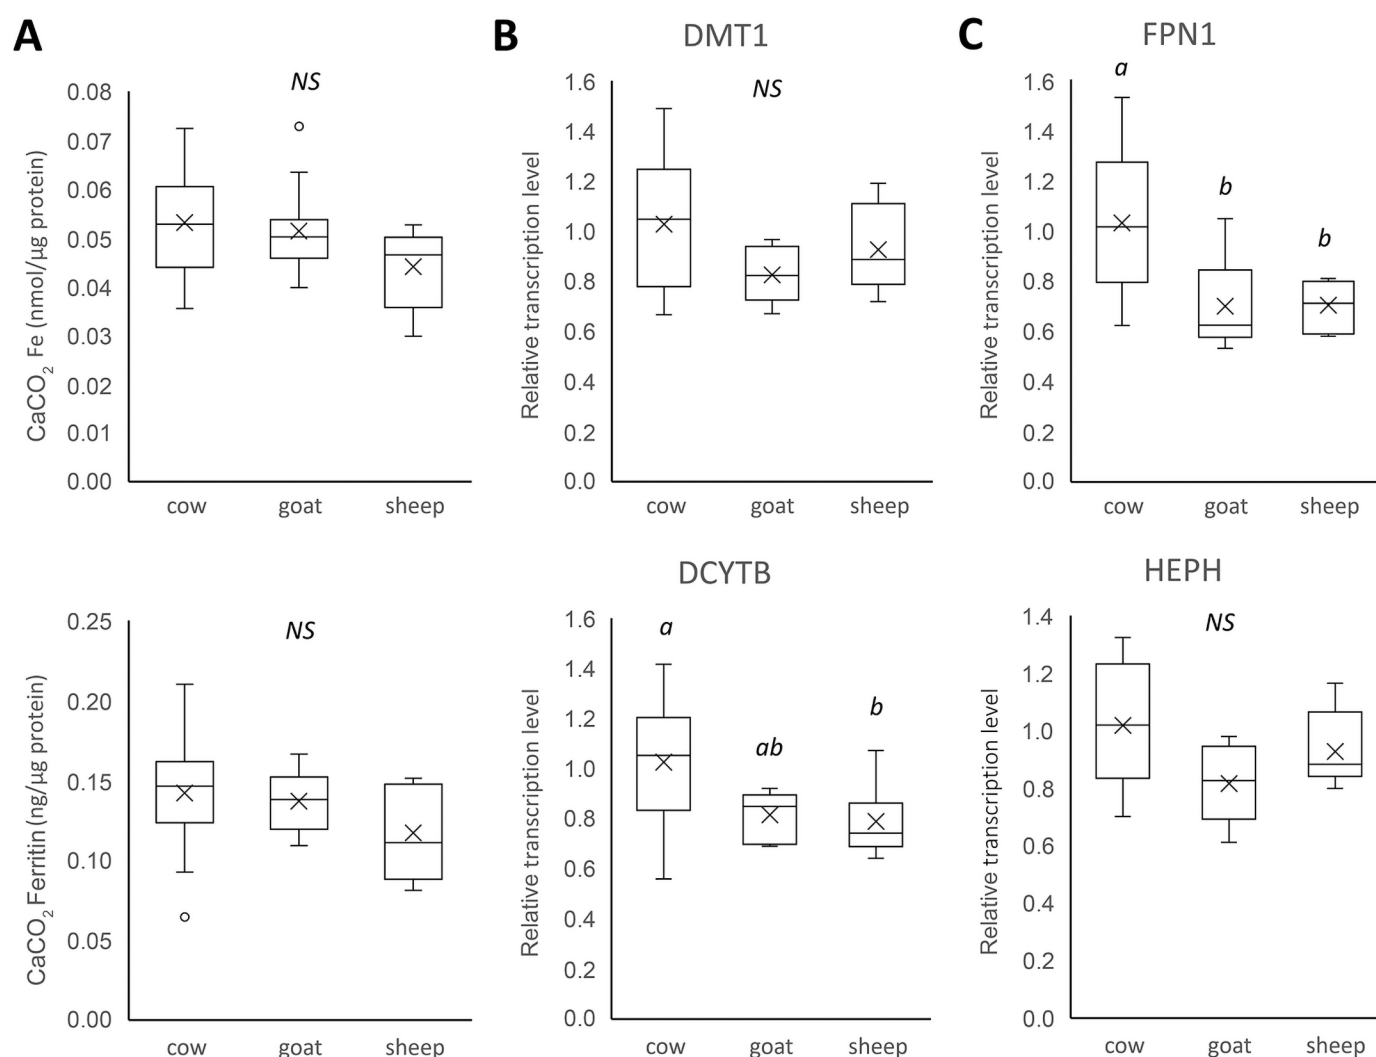 A
NS
CaCO2 Fe (nmol/µg protein)
0.08
0.07
0.06
0.05
0.04
0.03
0.02
0.01
0.00
cow goat sheep
NS
CaCO2 Ferritin (ng/µg protein)
0.25
0.20
0.15
0.10
0.05
0.00
cow goat sheep
B
DMT1
NS
Relative transcription level
1.6
1.4
1.2
1.0
0.8
0.6
0.4
0.2
0.0
cow goat sheep
DCYTB
a
ab
b
Relative transcription level
1.6
1.4
1.2
1.0
0.8
0.6
0.4
0.2
0.0
cow goat sheep
C
FPN1
a
b
b
Relative transcription level
1.6
1.4
1.2
1.0
0.8
0.6
0.4
0.2
0.0
cow goat sheep
HEPH
NS
Relative transcription level
1.4
1.2
1.0
0.8
0.6
0.4
0.2
0.0
cow goat sheep